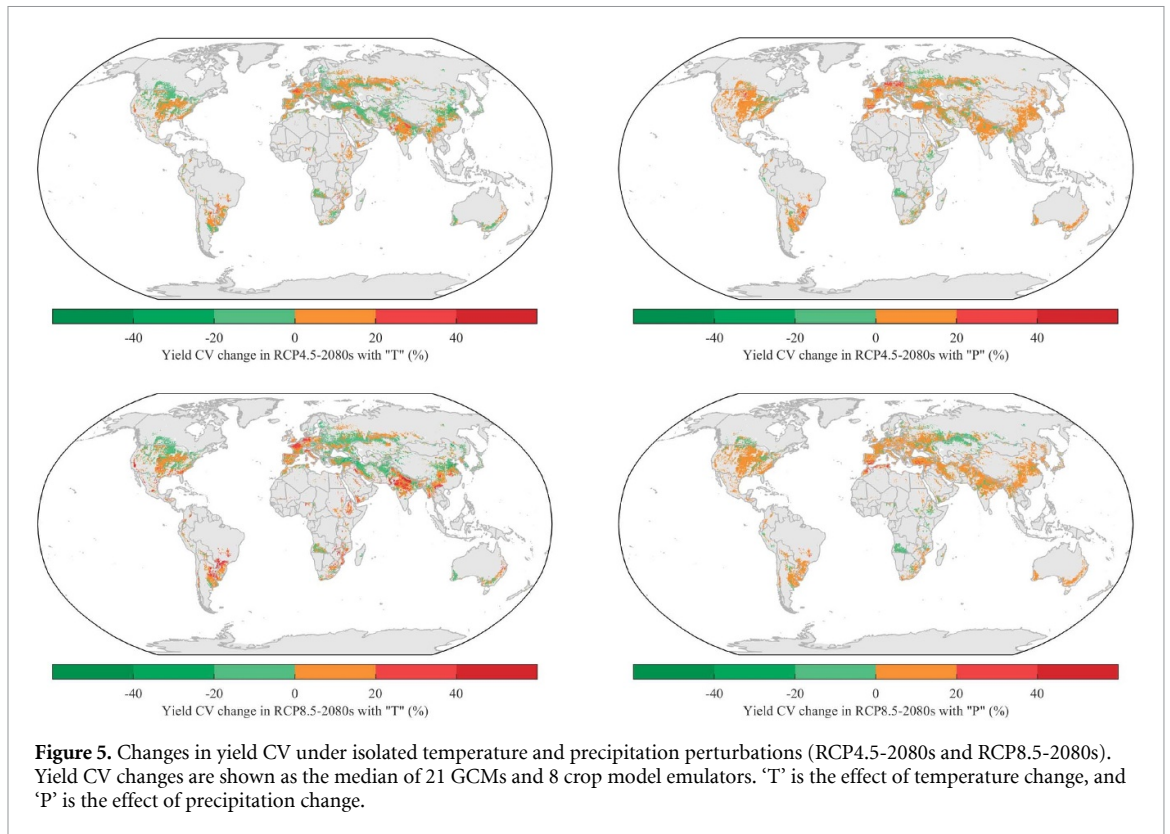 -40 -20 0 20 40
Yield CV change in RCP4.5-2080s with "T" (%)
-40 -20 0 20 40
Yield CV change in RCP4.5-2080s with "P" (%)
-40 -20 0 20 40
Yield CV change in RCP8.5-2080s with "T" (%)
-40 -20 0 20 40
Yield CV change in RCP8.5-2080s with "P" (%)
Figure 5. Changes in yield CV under isolated temperature and precipitation perturbations (RCP4.5-2080s and RCP8.5-2080s).
Yield CV changes are shown as the median of 21 GCMs and 8 crop model emulators. ‘T’ is the effect of temperature change, and
‘P’ is the effect of precipitation change.